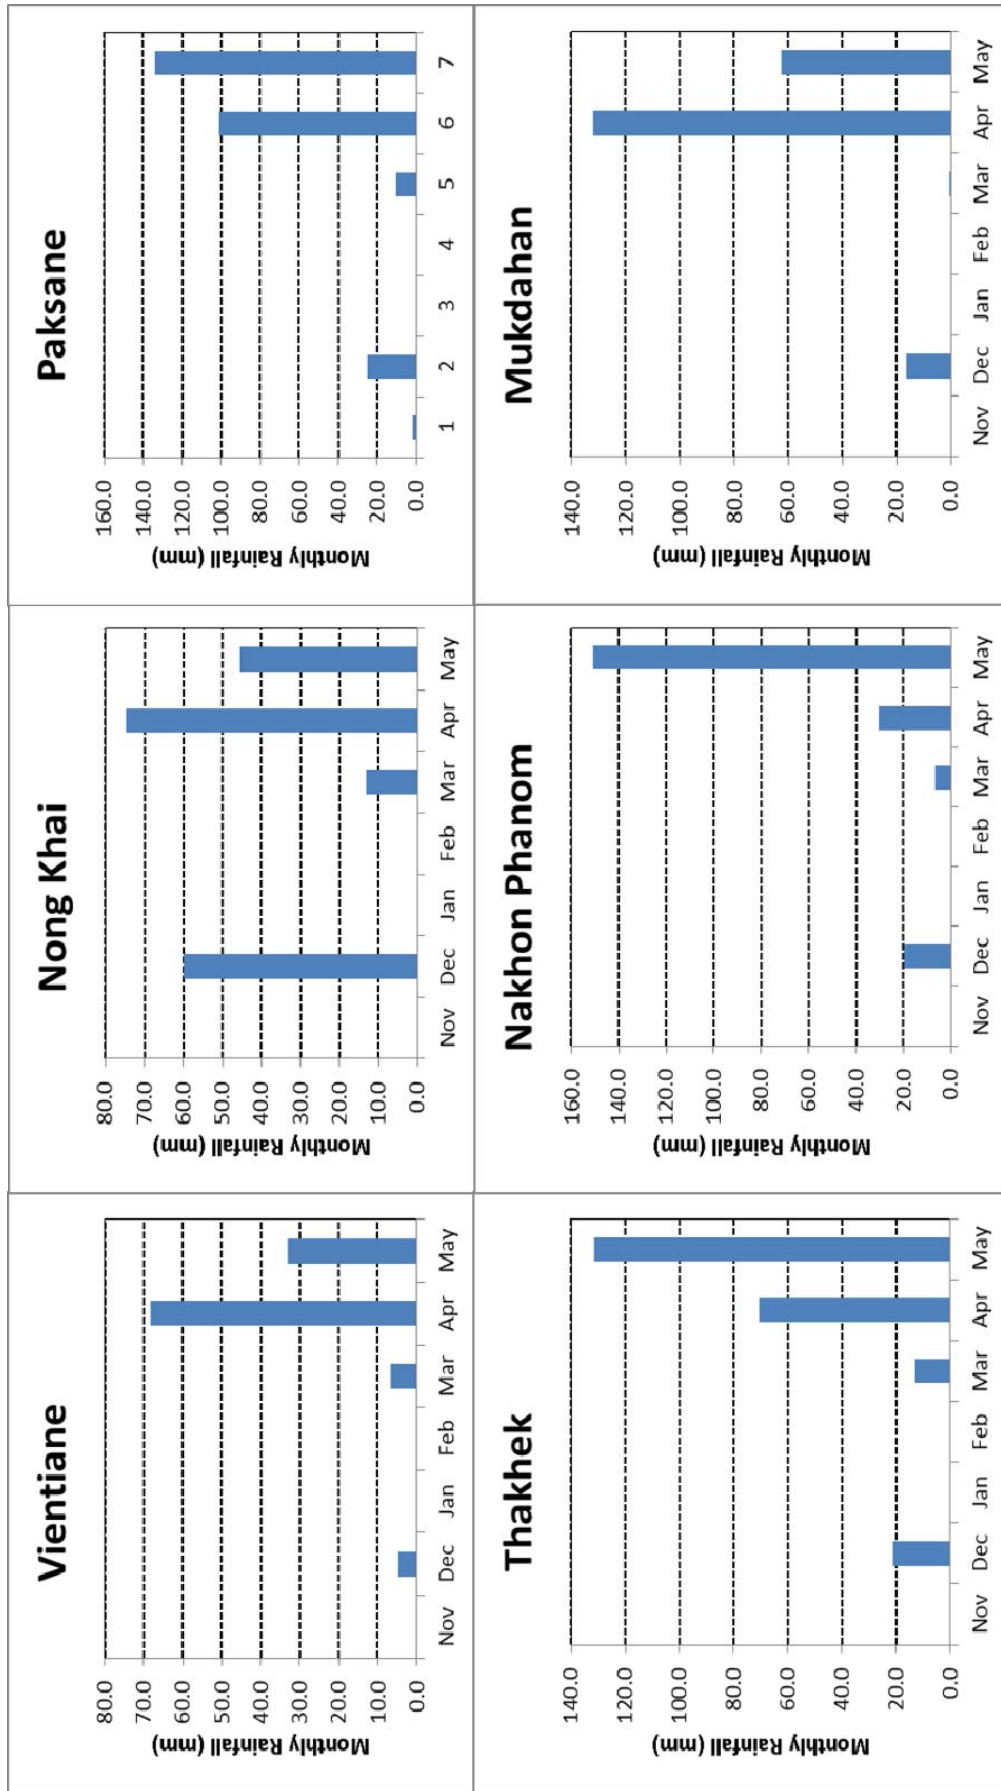 Vientiane
Monthly Rainfall (mm)
80.0
70.0
60.0
50.0
40.0
30.0
20.0
10.0
0.0
Nov Dec Jan Feb Mar Apr May
Nong Khai
Monthly Rainfall (mm)
80.0
70.0
60.0
50.0
40.0
30.0
20.0
10.0
0.0
Nov Dec Jan Feb Mar Apr May
Paksane
Monthly Rainfall (mm)
160.0
140.0
120.0
100.0
80.0
60.0
40.0
20.0
0.0
1 2 3 4 5 6 7
Thakhek
Monthly Rainfall (mm)
140.0
120.0
100.0
80.0
60.0
40.0
20.0
0.0
Nov Dec Jan Feb Mar Apr May
Nakhon Phanom
Monthly Rainfall (mm)
160.0
140.0
120.0
100.0
80.0
60.0
40.0
20.0
0.0
Nov Dec Jan Feb Mar Apr May
Mukdahan
Monthly Rainfall (mm)
140.0
120.0
100.0
80.0
60.0
40.0
20.0
0.0
Nov Dec Jan Feb Mar Apr May